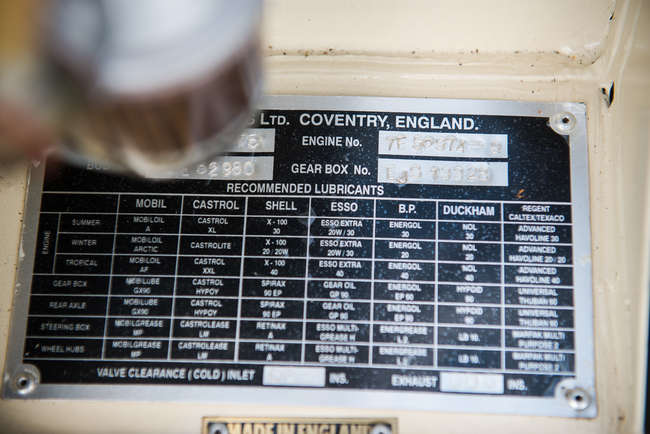 LTD. COVENTRY, ENGLAND.
ENGINE No.
GEAR BOX No.
RECOMMENDED LUBRICANTS
MOBIL CASTROL SHELL ESSO B.P. DUCKHAM REGENT CALTEX/TEXACO
ENGINE SUMMER MOBILOIL A CASTROL XL X-100 30 ESSO EXTRA 20W/30 ENERGOL 30 NOL 30 ADVANCED HAVOLINE 30
WINTER MOBILOIL ARCTIC CASTROLITE X-100 20/20W ESSO EXTRA 20W/30 ENERGOL 20 NOL 20 ADVANCED HAVOLINE 20/20
TROPICAL MOBILOIL AF CASTROL XXL X-100 40 ESSO EXTRA 40 ENERGOL 40 NOL 40 ADVANCED HAVOLINE 40
GEAR BOX MOBILUBE GX90 CASTROL HYPOY SPIRAX 90 EP GEAR OIL GP 90 ENERGOL EP 90 HYPOID 90 UNIVERSAL THUBAN 90
REAR AXLE MOBILUBE GX90 CASTROL HYPOY SPIRAX 90 EP GEAR OIL GP 90 ENERGOL EP 90 HYPOID 90 UNIVERSAL THUBAN 90
STEERING BOX MOBILGREASE MP CASTROLEASE LM RETINAX A ESSO MULTI-GREASE H ENERGREASE L2 LB 10. MARFAK MULTI PURPOSE 2
WHEEL HUBS MOBILGREASE MP CASTROLEASE LM RETINAX A ESSO MULTI-GREASE H ENERGREASE L2 LB 10. MARFAK MULTI PURPOSE 2
VALVE CLEARANCE (COLD) INLET INS. EXHAUST INS.
MADE IN ENGLAND